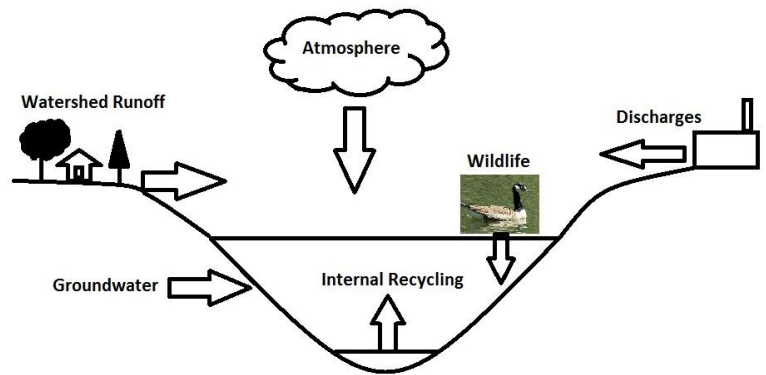 Atmosphere
Watershed Runoff
Discharges
Wildlife
Groundwater
Internal Recycling